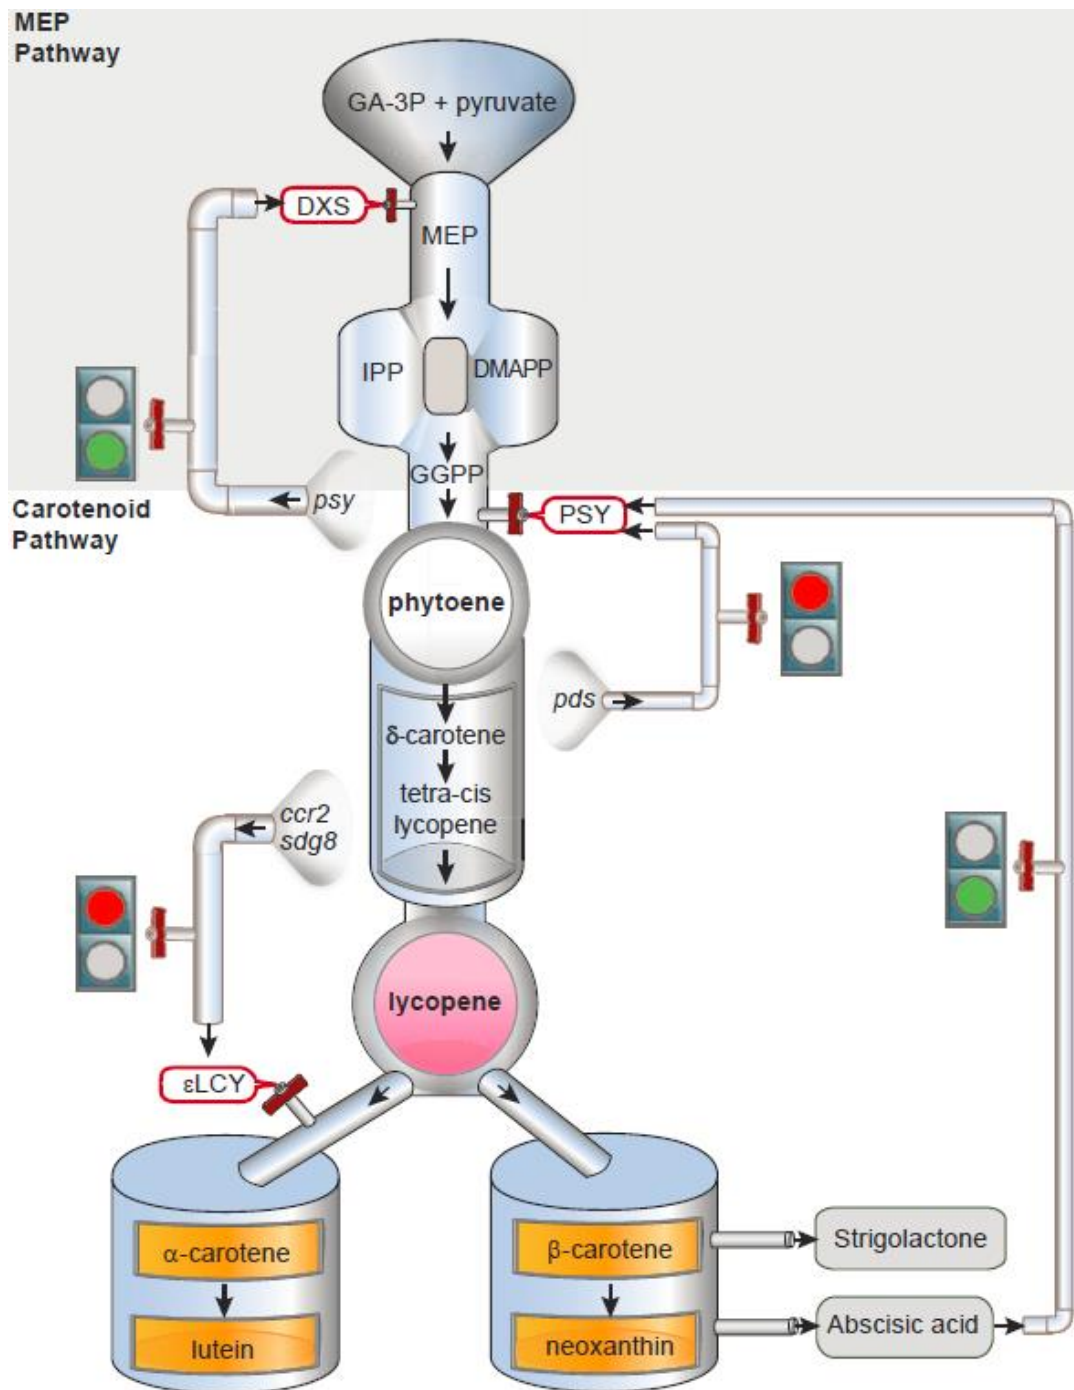 MEP
Pathway
GA-3P + pyruvate
DXS
MEP
IPP
DMAPP
GGPP
psy
Carotenoid
Pathway
PSY
phytoene
pds
δ-carotene
tetra-cis
lycopene
ccr2
sdg8
lycopene
εLCY
α-carotene
lutein
β-carotene
neoxanthin
Strigolactone
Abscisic acid